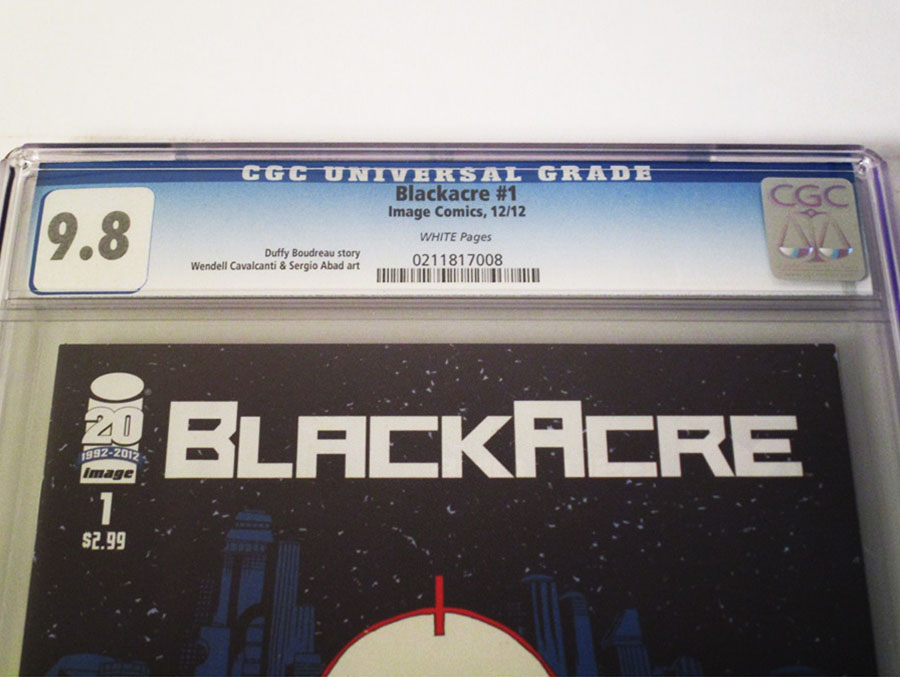 CGC UNIVERSAL GRADE
9.8
Blackacre #1
Image Comics, 12/12
WHITE Pages
Duffy Boudreau story
Wendell Cavalcanti & Sergio Abad art
0211817008
CGC
BLACKACRE
20
1992-2012
image
1
$2.99